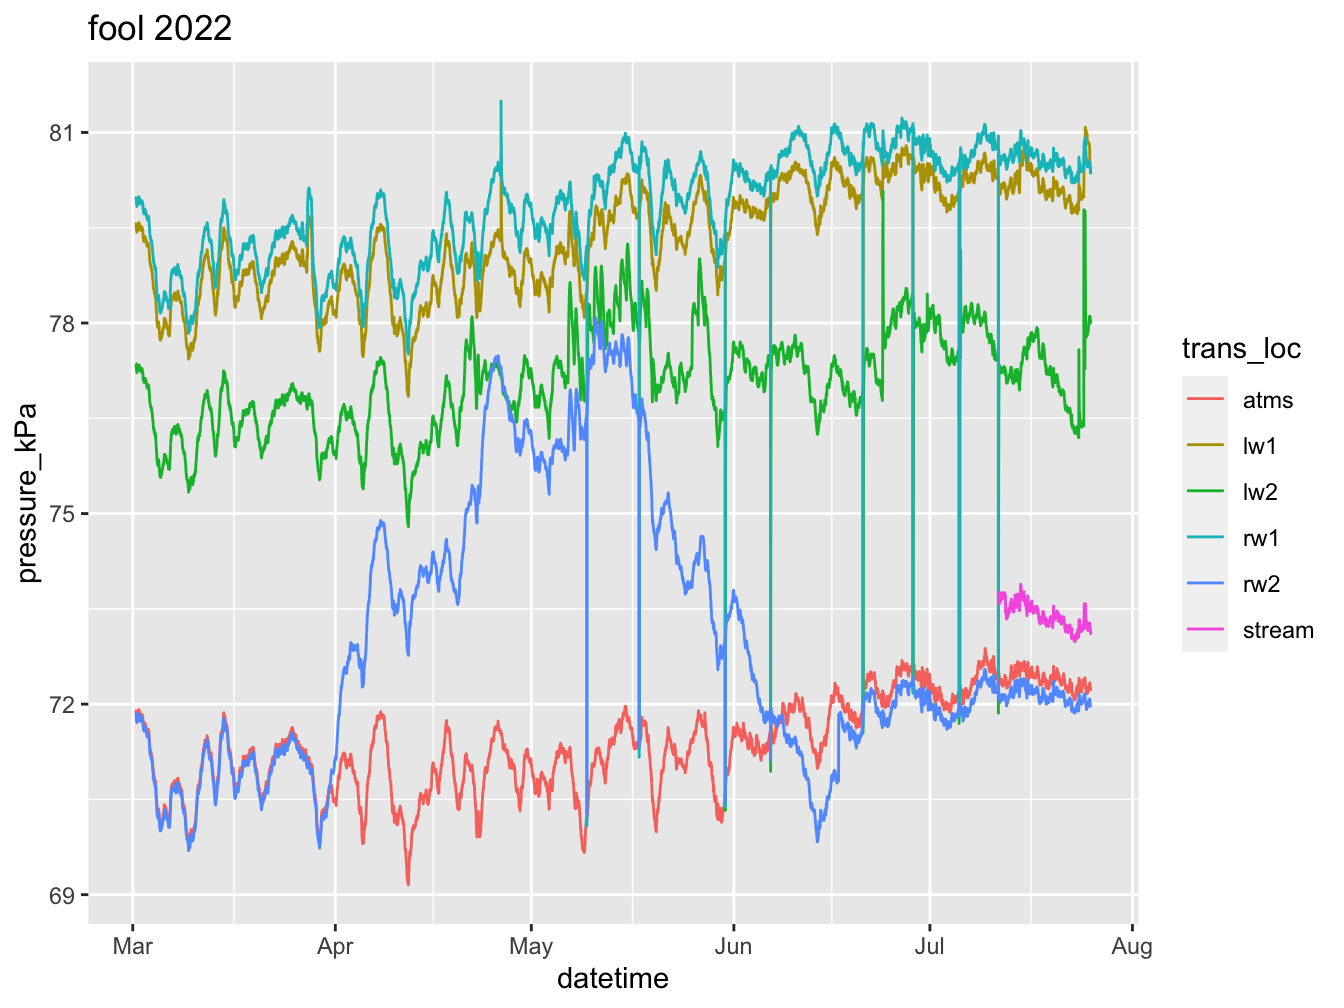 fool 2022
pressure_kPa
81
78
75
72
69
Mar Apr May Jun Jul Aug
datetime
trans_loc
atms
lw1
lw2
rw1
rw2
stream